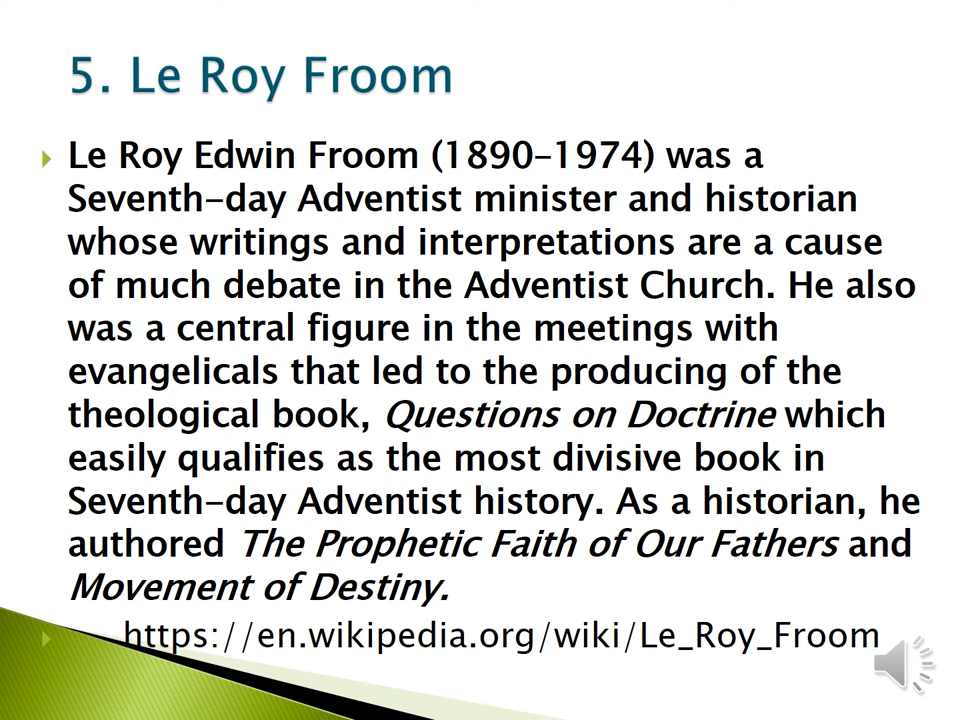 5. Le Roy Froom
Le Roy Edwin Froom (1890–1974) was a
Seventh-day Adventist minister and historian
whose writings and interpretations are a cause
of much debate in the Adventist Church. He also
was a central figure in the meetings with
evangelicals that led to the producing of the
theological book, Questions on Doctrine which
easily qualifies as the most divisive book in
Seventh-day Adventist history. As a historian, he
authored The Prophetic Faith of Our Fathers and
Movement of Destiny.
https://en.wikipedia.org/wiki/Le_Roy_Froom